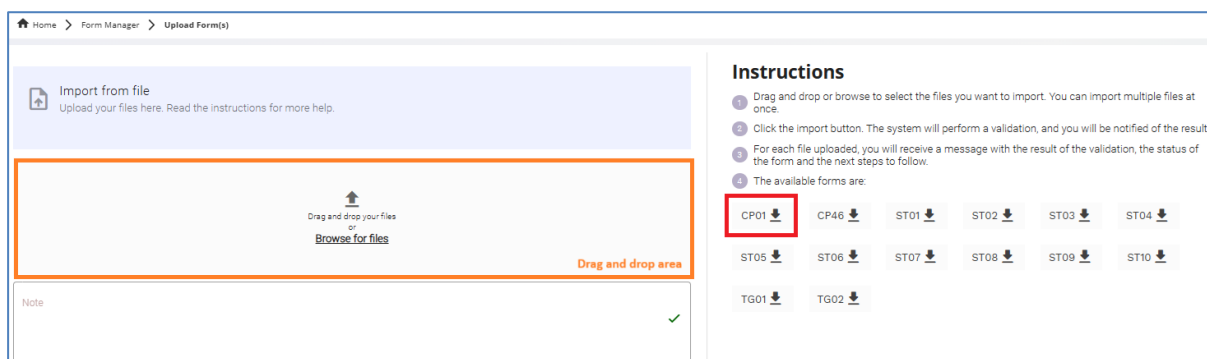 Home > Form Manager > Upload Form(s)
Import from file
Upload your files here. Read the instructions for more help.
Drag and drop your files
or
Browse for files
Drag and drop area
Note
Instructions
1 Drag and drop or browse to select the files you want to import. You can import multiple files at
once.
2 Click the import button. The system will perform a validation, and you will be notified of the result
3 For each file uploaded, you will receive a message with the result of the validation, the status of
the form and the next steps to follow.
4 The available forms are:
CP01 CP46 ST01 ST02 ST03 ST04
ST05 ST06 ST07 ST08 ST09 ST10
TG01 TG02